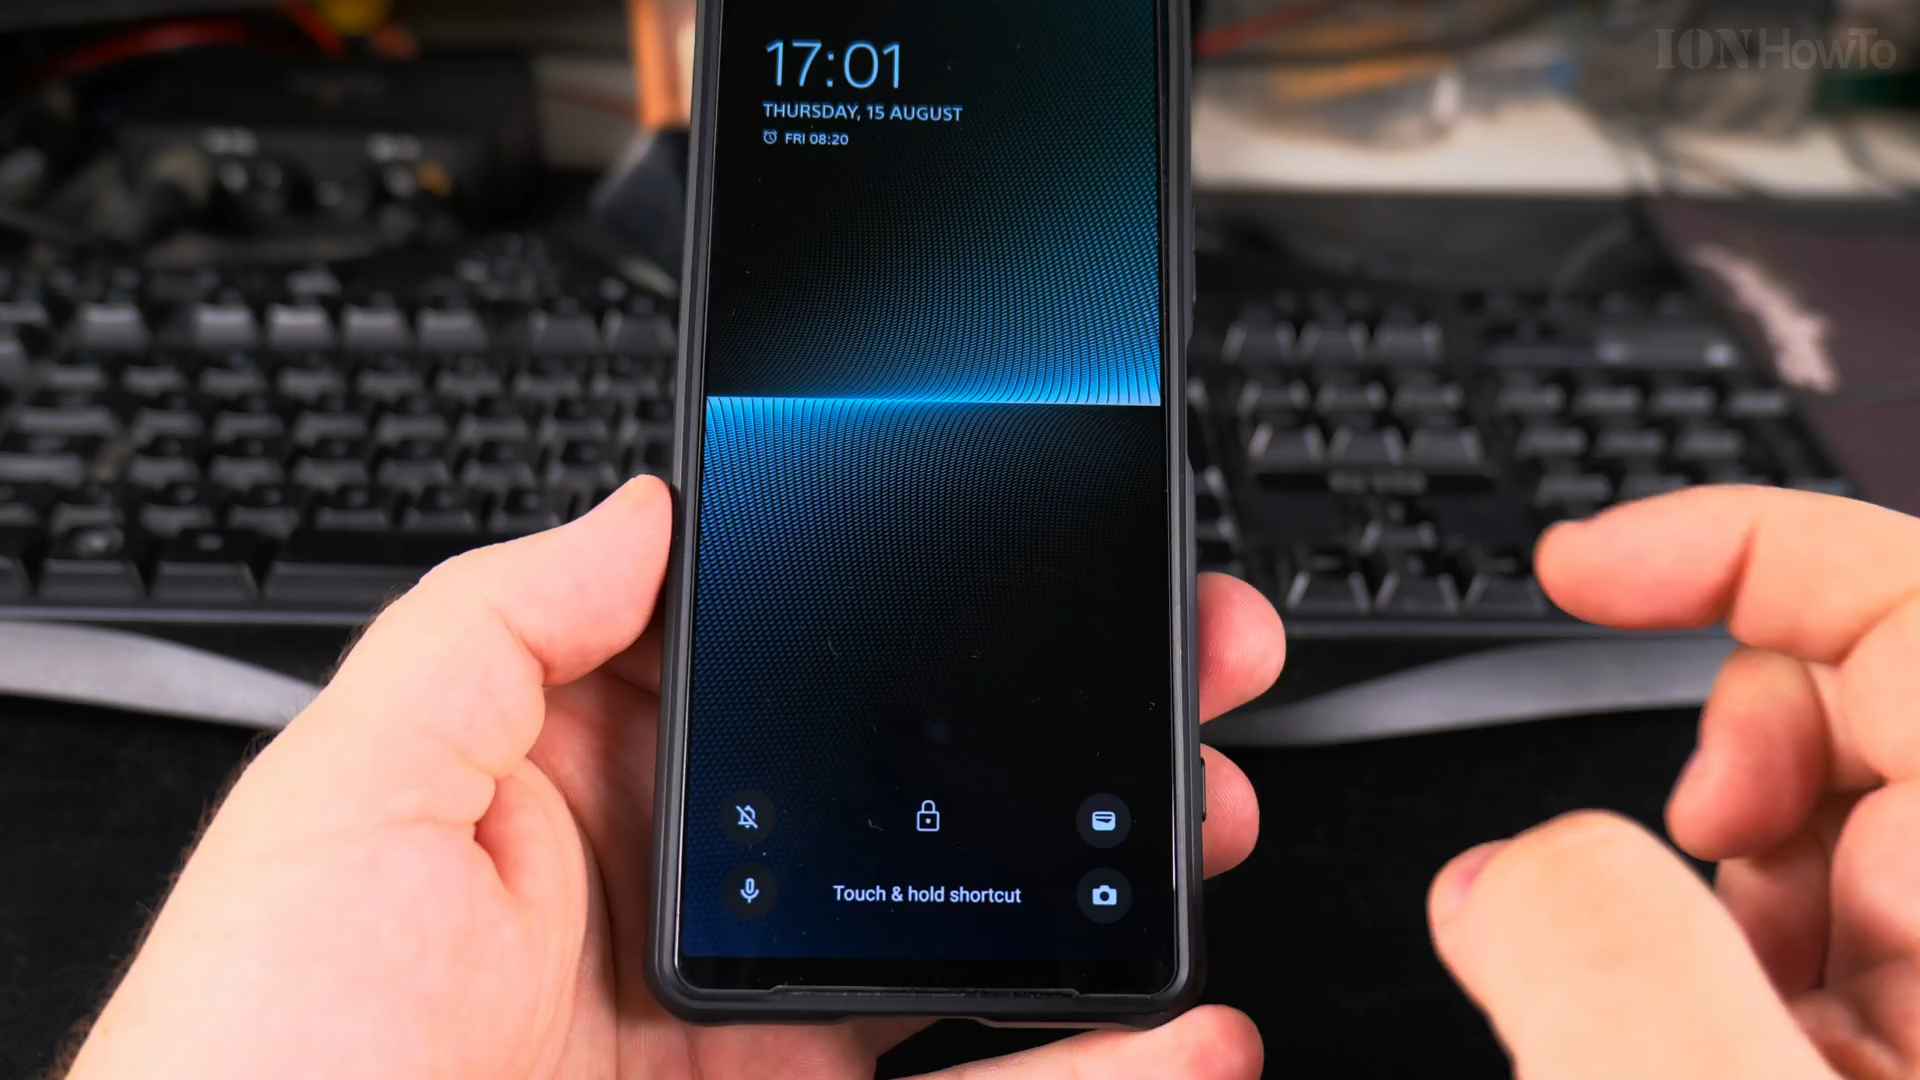 IONHowTo
17:01
THURSDAY, 15 AUGUST
FRI 08:20
Touch & hold shortcut